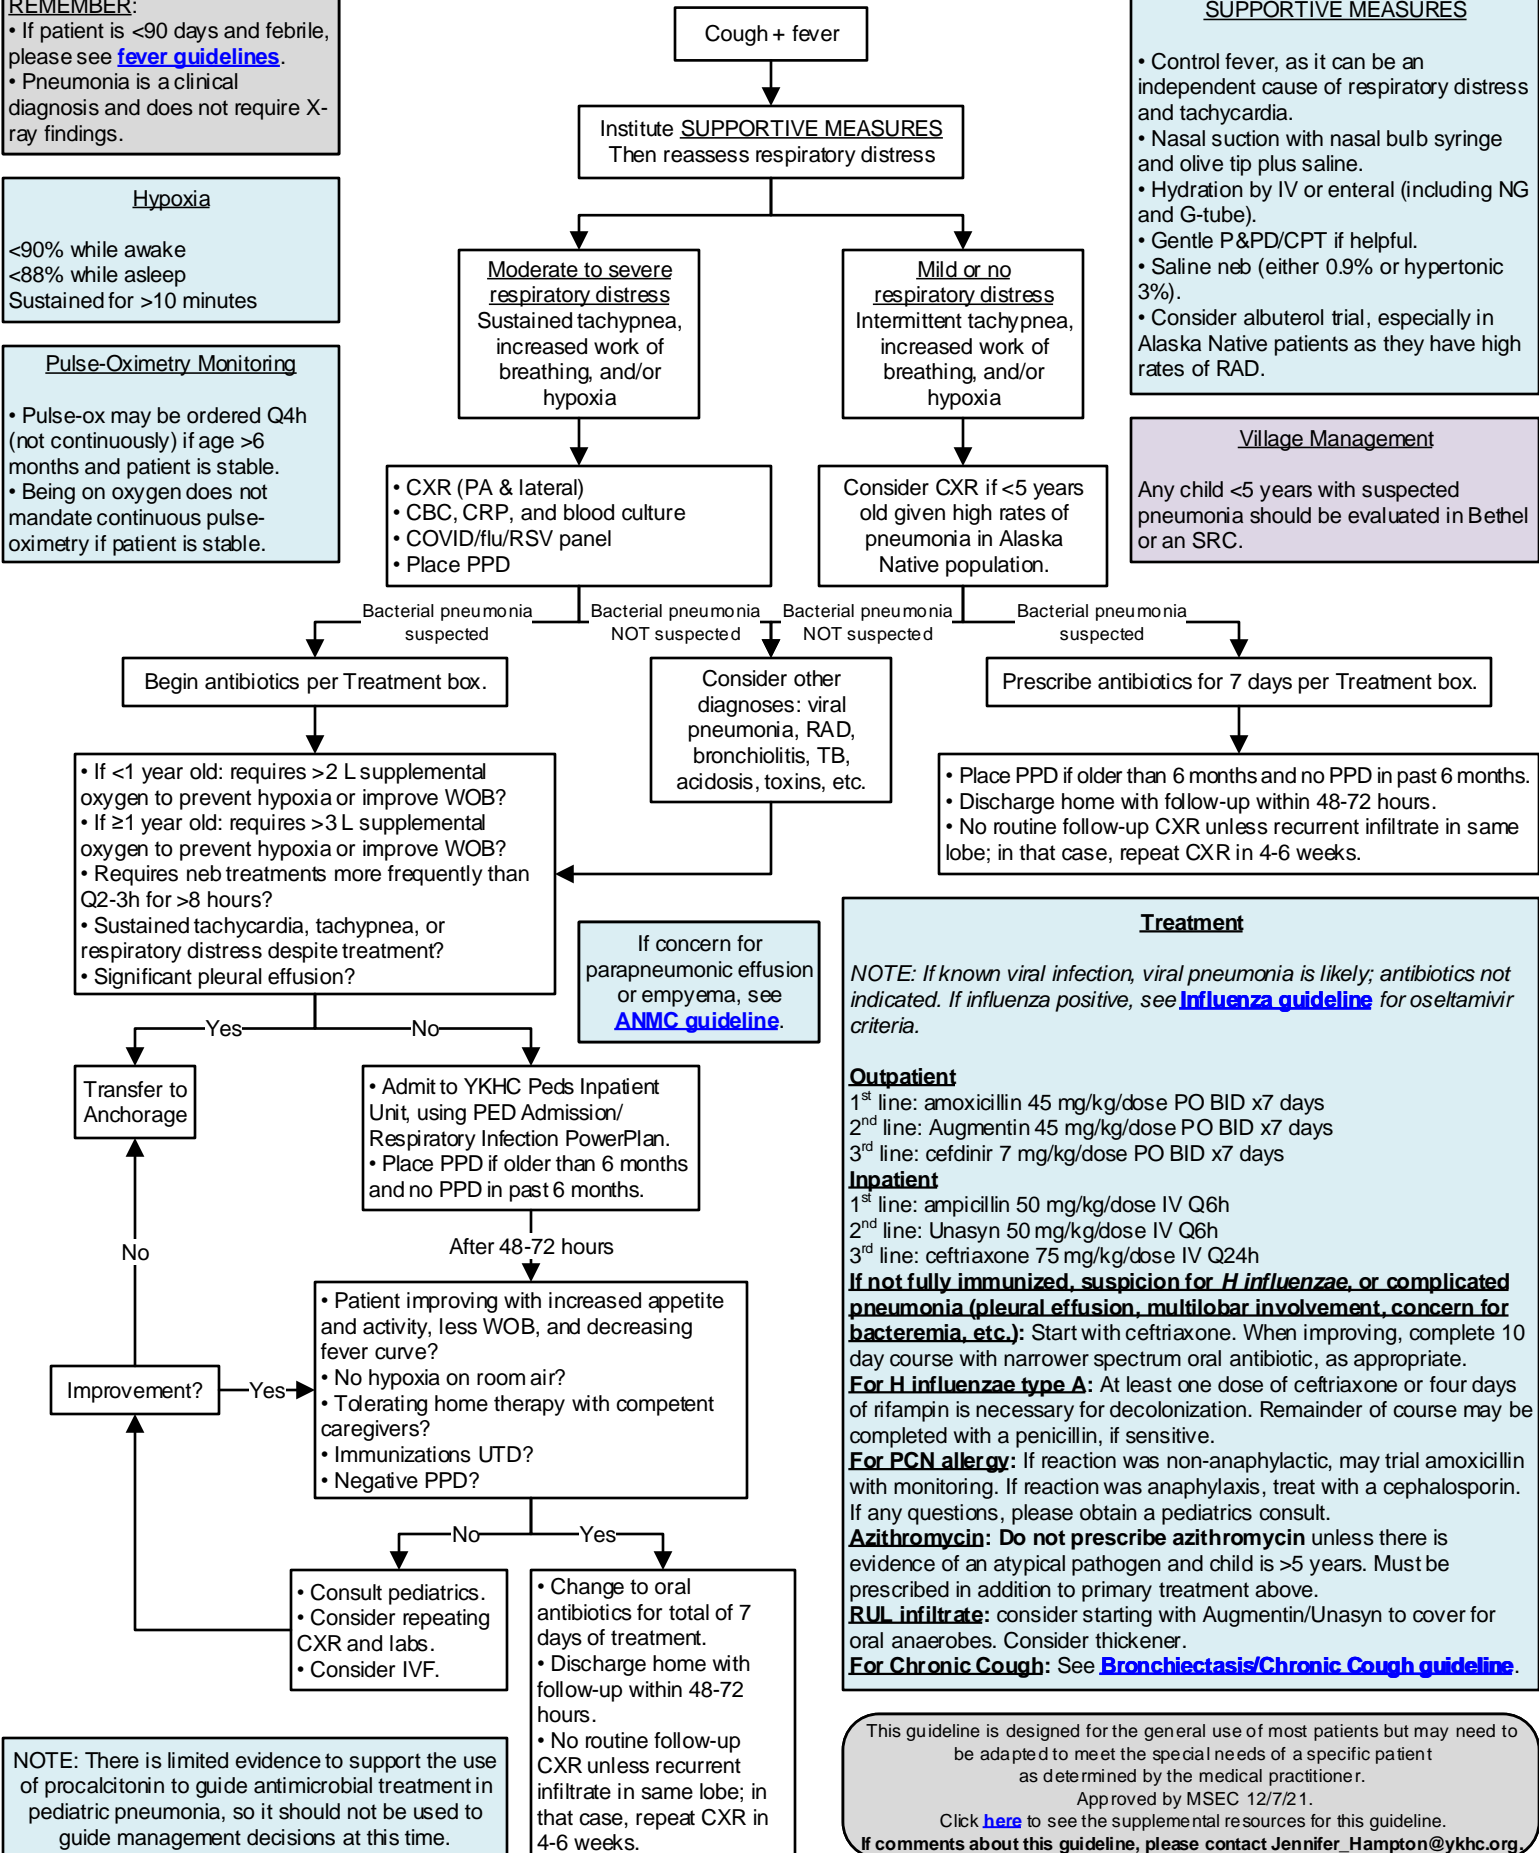 REMEMBER:
• If patient is <90 days and febrile,
please see fever guidelines.
• Pneumonia is a clinical
diagnosis and does not require X-
ray findings.
Hypoxia
<90% while awake
<88% while asleep
Sustained for >10 minutes
Pulse-Oximetry Monitoring
• Pulse-ox may be ordered Q4h
(not continuously) if age >6
months and patient is stable.
• Being on oxygen does not
mandate continuous pulse-
oximetry if patient is stable.
Cough + fever
Institute SUPPORTIVE MEASURES
Then reassess respiratory distress
Moderate to severe
respiratory distress
Sustained tachypnea,
increased work of
breathing, and/or
hypoxia
Mild or no
respiratory distress
Intermittent tachypnea,
increased work of
breathing, and/or
hypoxia
SUPPORTIVE MEASURES
• Control fever, as it can be an
independent cause of respiratory distress
and tachycardia.
• Nasal suction with nasal bulb syringe
and olive tip plus saline.
• Hydration by IV or enteral (including NG
and G-tube).
• Gentle P&PD/CPT if helpful.
• Saline neb (either 0.9% or hypertonic
3%).
• Consider albuterol trial, especially in
Alaska Native patients as they have high
rates of RAD.
Village Management
Any child <5 years with suspected
pneumonia should be evaluated in Bethel
or an SRC.
• CXR (PA & lateral)
• CBC, CRP, and blood culture
• COVID/flu/RSV panel
• Place PPD
Consider CXR if <5 years
old given high rates of
pneumonia in Alaska
Native population.
Bacterial pneumonia
suspected
Bacterial pneumonia
NOT suspected
Bacterial pneumonia
NOT suspected
Bacterial pneumonia
suspected
Begin antibiotics per Treatment box.
Consider other
diagnoses: viral
pneumonia, RAD,
bronchiolitis, TB,
acidosis, toxins, etc.
Prescribe antibiotics for 7 days per Treatment box.
• If <1 year old: requires >2 L supplemental
oxygen to prevent hypoxia or improve WOB?
• If ≥1 year old: requires >3 L supplemental
oxygen to prevent hypoxia or improve WOB?
• Requires neb treatments more frequently than
Q2-3h for >8 hours?
• Sustained tachycardia, tachypnea, or
respiratory distress despite treatment?
• Significant pleural effusion?
• Place PPD if older than 6 months and no PPD in past 6 months.
• Discharge home with follow-up within 48-72 hours.
• No routine follow-up CXR unless recurrent infiltrate in same
lobe; in that case, repeat CXR in 4-6 weeks.
If concern for
parapneumonic effusion
or empyema, see
ANMC guideline.
Yes
No
Transfer to
Anchorage
• Admit to YKHC Peds Inpatient
Unit, using PED Admission/
Respiratory Infection PowerPlan.
• Place PPD if older than 6 months
and no PPD in past 6 months.
After 48-72 hours
No
• Patient improving with increased appetite
and activity, less WOB, and decreasing
fever curve?
• No hypoxia on room air?
• Tolerating home therapy with competent
caregivers?
• Immunizations UTD?
• Negative PPD?
Improvement?
Yes
No
Yes
• Consult pediatrics.
• Consider repeating
CXR and labs.
• Consider IVF.
• Change to oral
antibiotics for total of 7
days of treatment.
• Discharge home with
follow-up within 48-72
hours.
• No routine follow-up
CXR unless recurrent
infiltrate in same lobe; in
that case, repeat CXR in
4-6 weeks.
NOTE: There is limited evidence to support the use
of procalcitonin to guide antimicrobial treatment in
pediatric pneumonia, so it should not be used to
guide management decisions at this time.
Treatment
NOTE: If known viral infection, viral pneumonia is likely; antibiotics not
indicated. If influenza positive, see Influenza guideline for oseltamivir
criteria.
Outpatient
1st line: amoxicillin 45 mg/kg/dose PO BID x7 days
2nd line: Augmentin 45 mg/kg/dose PO BID x7 days
3rd line: cefdinir 7 mg/kg/dose PO BID x7 days
Inpatient
1st line: ampicillin 50 mg/kg/dose IV Q6h
2nd line: Unasyn 50 mg/kg/dose IV Q6h
3rd line: ceftriaxone 75 mg/kg/dose IV Q24h
If not fully immunized, suspicion for H influenzae, or complicated
pneumonia (pleural effusion, multilobar involvement, concern for
bacteremia, etc.): Start with ceftriaxone. When improving, complete 10
day course with narrower spectrum oral antibiotic, as appropriate.
For H influenzae type A: At least one dose of ceftriaxone or four days
of rifampin is necessary for decolonization. Remainder of course may be
completed with a penicillin, if sensitive.
For PCN allergy: If reaction was non-anaphylactic, may trial amoxicillin
with monitoring. If reaction was anaphylaxis, treat with a cephalosporin.
If any questions, please obtain a pediatrics consult.
Azithromycin: Do not prescribe azithromycin unless there is
evidence of an atypical pathogen and child is >5 years. Must be
prescribed in addition to primary treatment above.
RUL infiltrate: consider starting with Augmentin/Unasyn to cover for
oral anaerobes. Consider thickener.
For Chronic Cough: See Bronchiectasis/Chronic Cough guideline.
This guideline is designed for the general use of most patients but may need to
be adapted to meet the special needs of a specific patient
as determined by the medical practitioner.
Approved by MSEC 12/7/21.
Click here to see the supplemental resources for this guideline.
If comments about this guideline, please contact Jennifer_Hampton@ykhc.org.